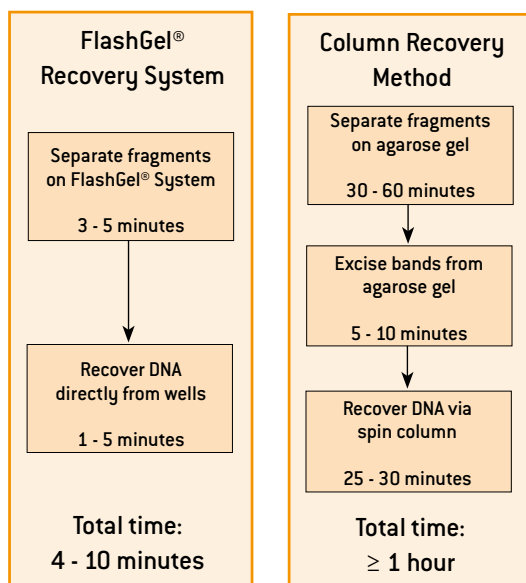 FlashGel®
Recovery System
Separate fragments
on FlashGel® System
3 - 5 minutes
Recover DNA
directly from wells
1 - 5 minutes
Total time:
4 - 10 minutes
Column Recovery
Method
Separate fragments
on agarose gel
30 - 60 minutes
Excise bands from
agarose gel
5 - 10 minutes
Recover DNA via
spin column
25 - 30 minutes
Total time:
≥ 1 hour